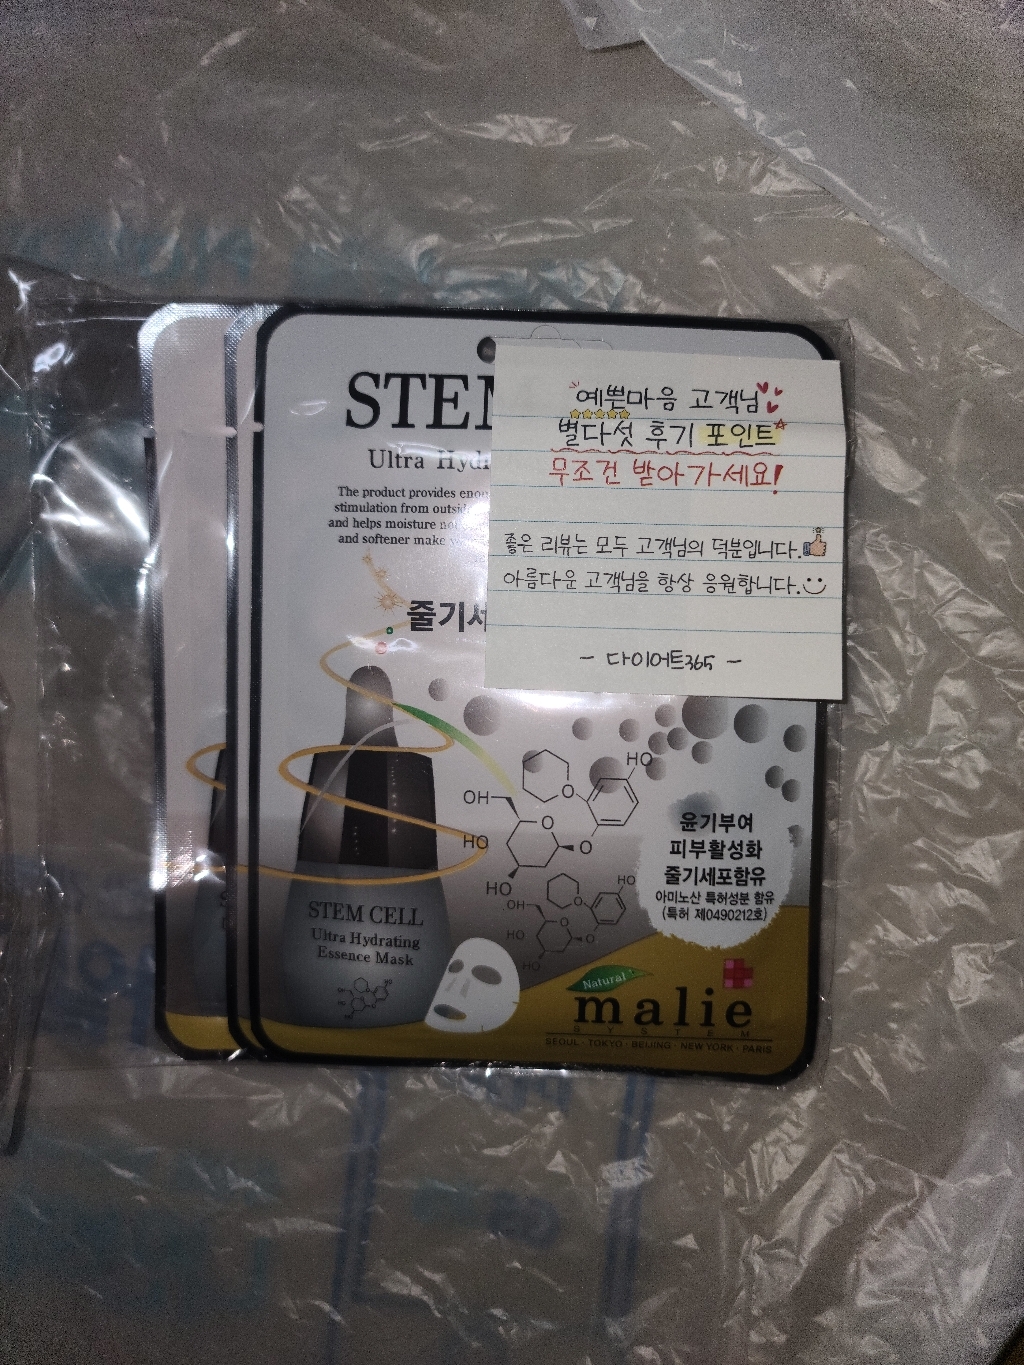 STEM
Ultra Hydr
The product provides enou
stimulation from outsid
and helps moisture
and softener make
줄기세
예쁜마음 고객님
별다섯 후기 포인트
무조건 받아가세요!
좋은 리뷰는 모두 고객님의 덕분입니다.
아름다운 고객님을 항상 응원합니다.
- 다이어트365 -
OH
HO
HO
HO
O
O
O
OH
HO
HO
HO
O
O
O
윤기부여
피부활성화
줄기세포함유
아미노산 특허성분 함유
(특허 제0490212호)
STEM CELL
Ultra Hydrating
Essence Mask
Natural
malie
SYSTEM
SEOUL · TOKYO · BEIJING · NEW YORK · PARIS